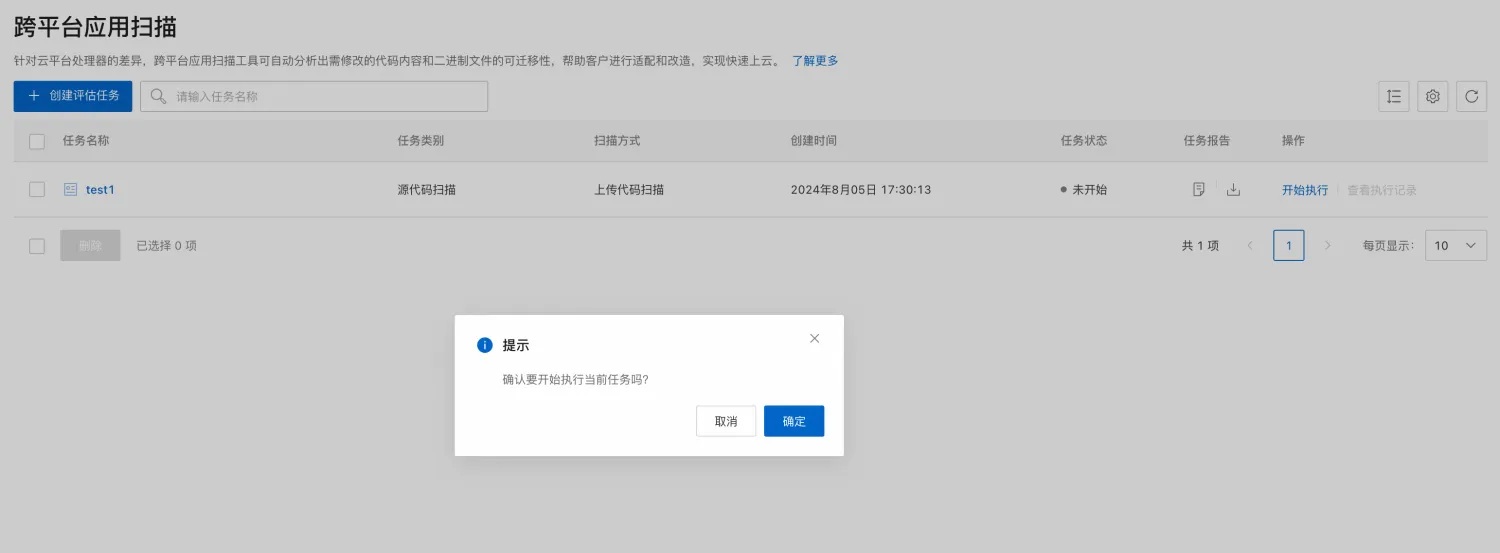 跨平台应用扫描
针对云平台处理器的差异，跨平台应用扫描工具可自动分析出需修改的代码内容和二进制文件的可迁移性，帮助客户进行适配和改造，实现快速上云。 了解更多
+ 创建评估任务 请输入任务名称
任务名称 任务类别 扫描方式 创建时间 任务状态 任务报告 操作
test1 源代码扫描 上传代码扫描 2024年8月05日 17:30:13 未开始 开始执行 查看执行记录
删除 已选择 0 项 共 1 项 1 每页显示： 10
提示
确认要开始执行当前任务吗？
取消 确定